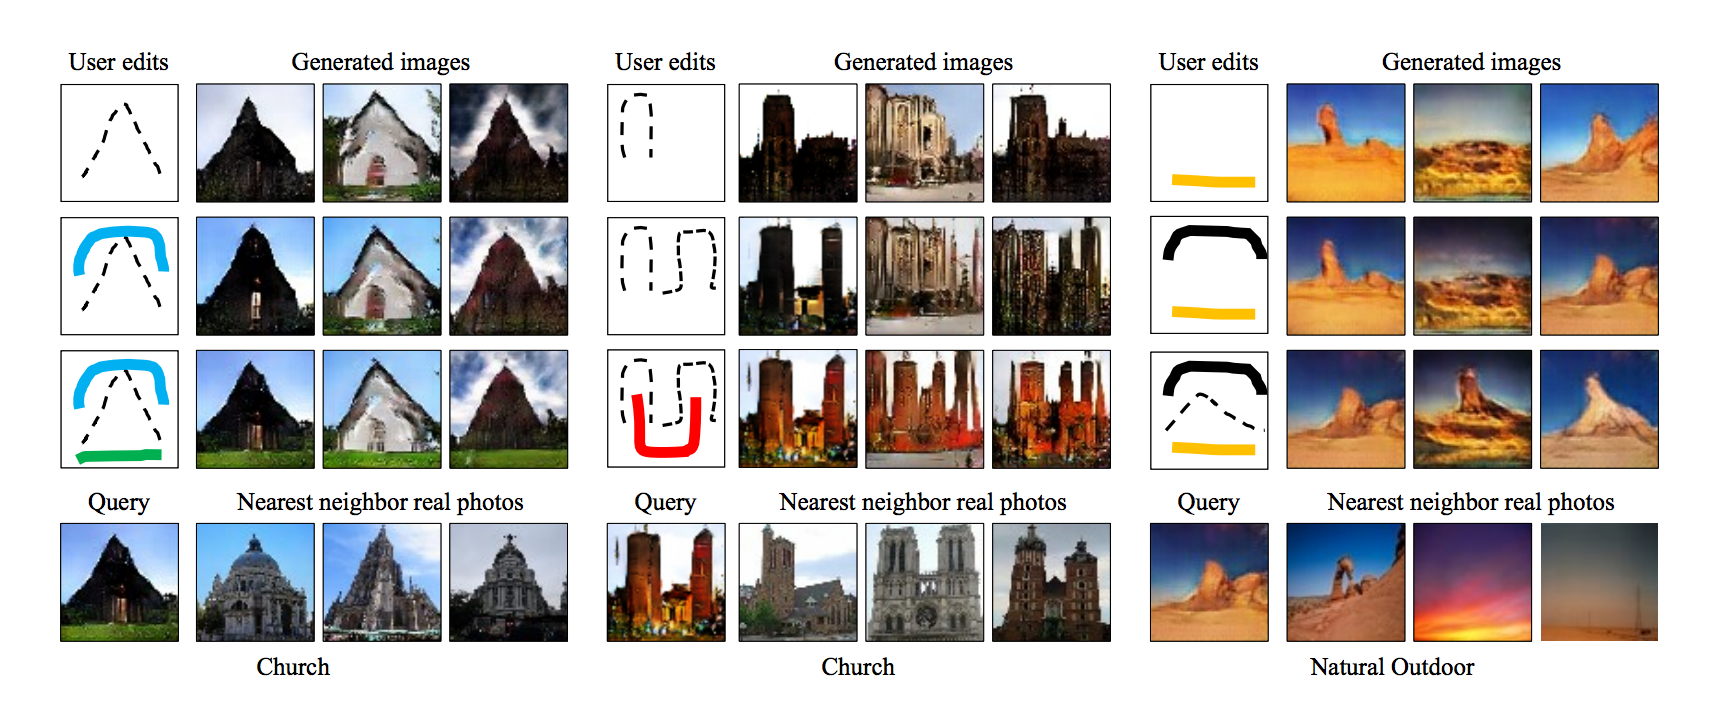 User edits Generated images User edits Generated images User edits Generated images
Query Nearest neighbor real photos Query Nearest neighbor real photos Query Nearest neighbor real photos
Church Church Natural Outdoor